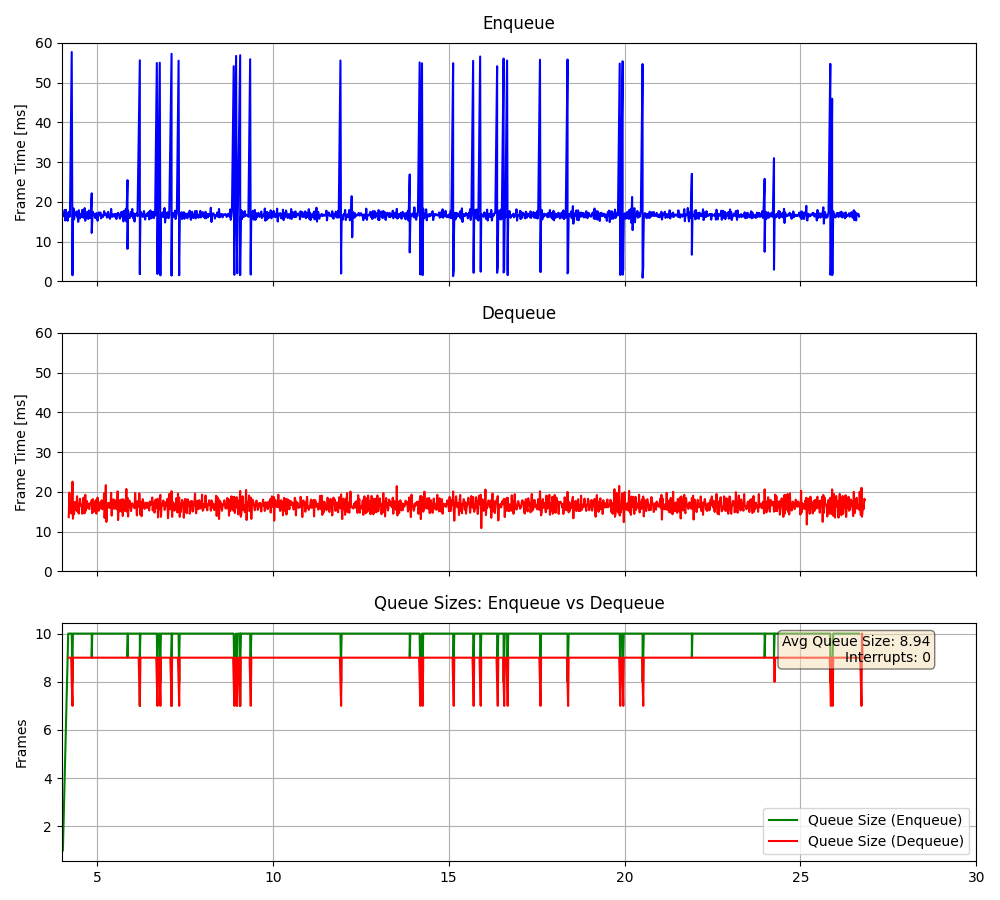 Enqueue
60
50
40
30
20
10
0
Frame Time [ms]
Dequeue
60
50
40
30
20
10
0
Frame Time [ms]
Queue Sizes: Enqueue vs Dequeue
10
8
6
4
2
Frames
Avg Queue Size: 8.94
Interrupts: 0
Queue Size (Enqueue)
Queue Size (Dequeue)
5 10 15 20 25 30